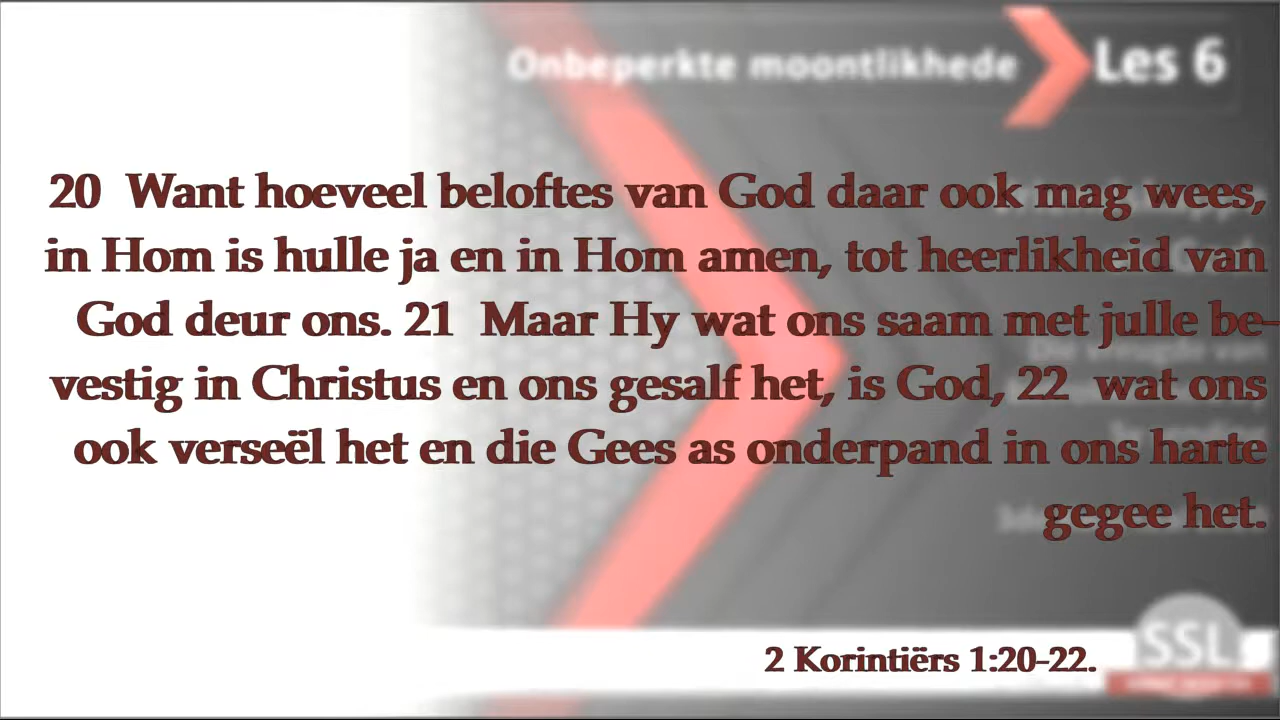 Onbeperkte moontlikhede Les 6
20 Want hoeveel beloftes van God daar ook mag wees,
in Hom is hulle ja en in Hom amen, tot heerlikheid van
God deur ons. 21 Maar Hy wat ons saam met julle be-
vestig in Christus en ons gesalf het, is God, 22 wat ons
ook verseël het en die Gees as onderpand in ons harte
gegee het.
2 Korintiërs 1:20-22.
SSL